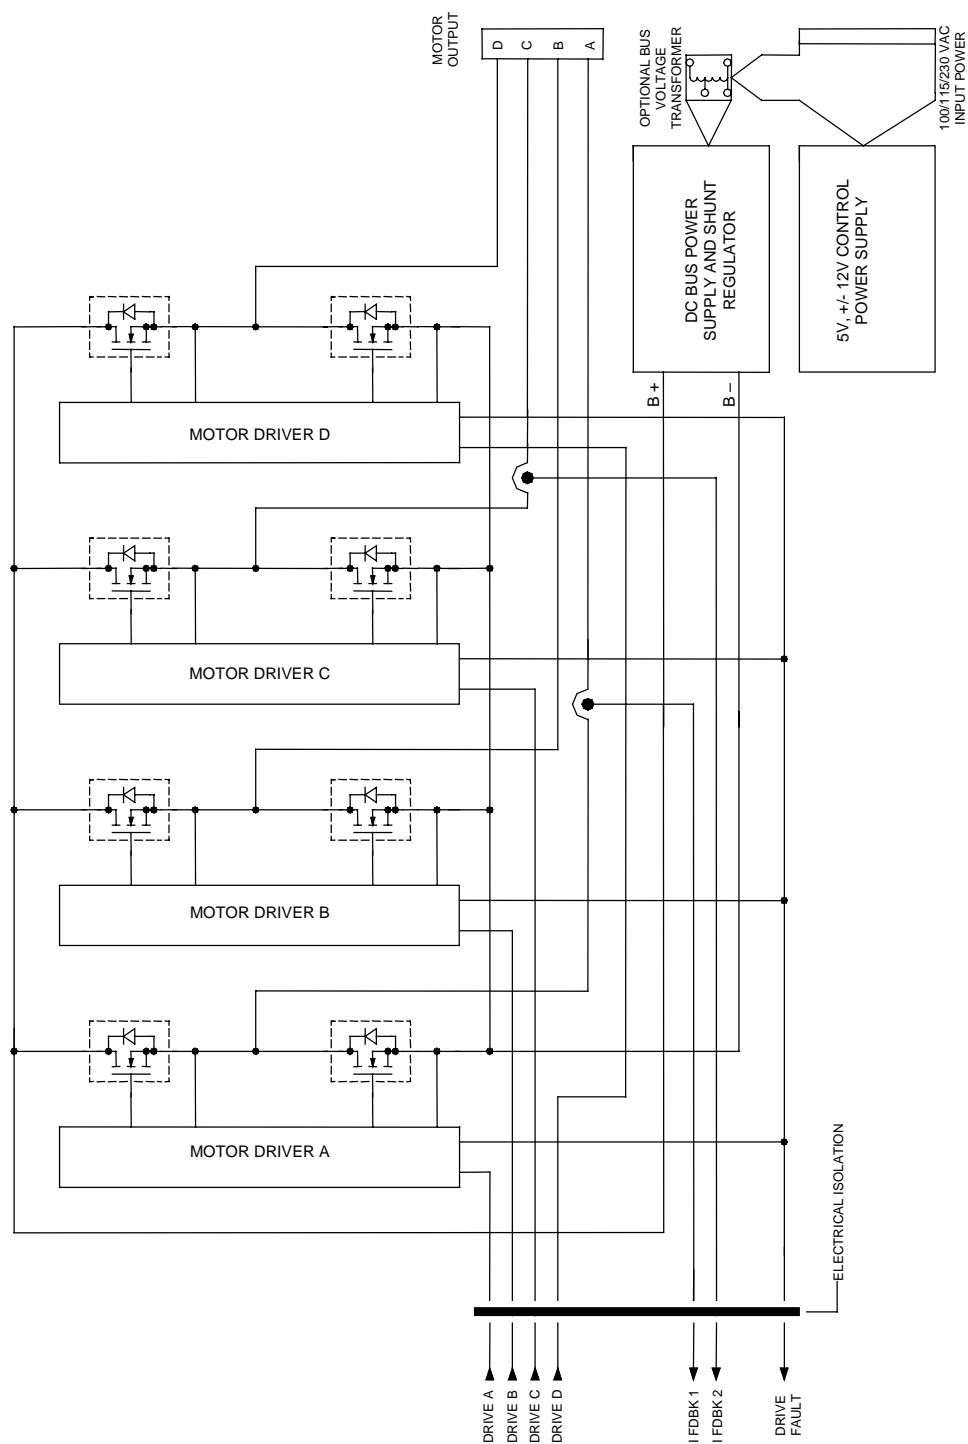 MOTOR
OUTPUT
D
C
B
A
OPTIONAL BUS
VOLTAGE
TRANSFORMER
100/115/230 VAC
INPUT POWER
DC BUS POWER
SUPPLY AND SHUNT
REGULATOR
5V, +/- 12V CONTROL
POWER SUPPLY
B +
B –
MOTOR DRIVER D
MOTOR DRIVER C
MOTOR DRIVER B
MOTOR DRIVER A
ELECTRICAL ISOLATION
DRIVE A
DRIVE B
DRIVE C
DRIVE D
I FDBK 1
I FDBK 2
DRIVE
FAULT